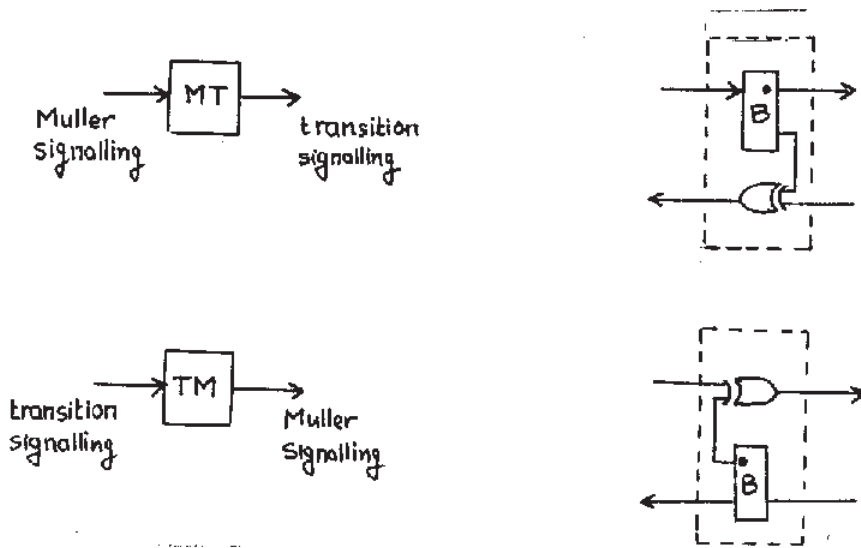 MT
Muller
signalling
transition
signalling
B
TM
transition
signalling
Muller
Signalling
B